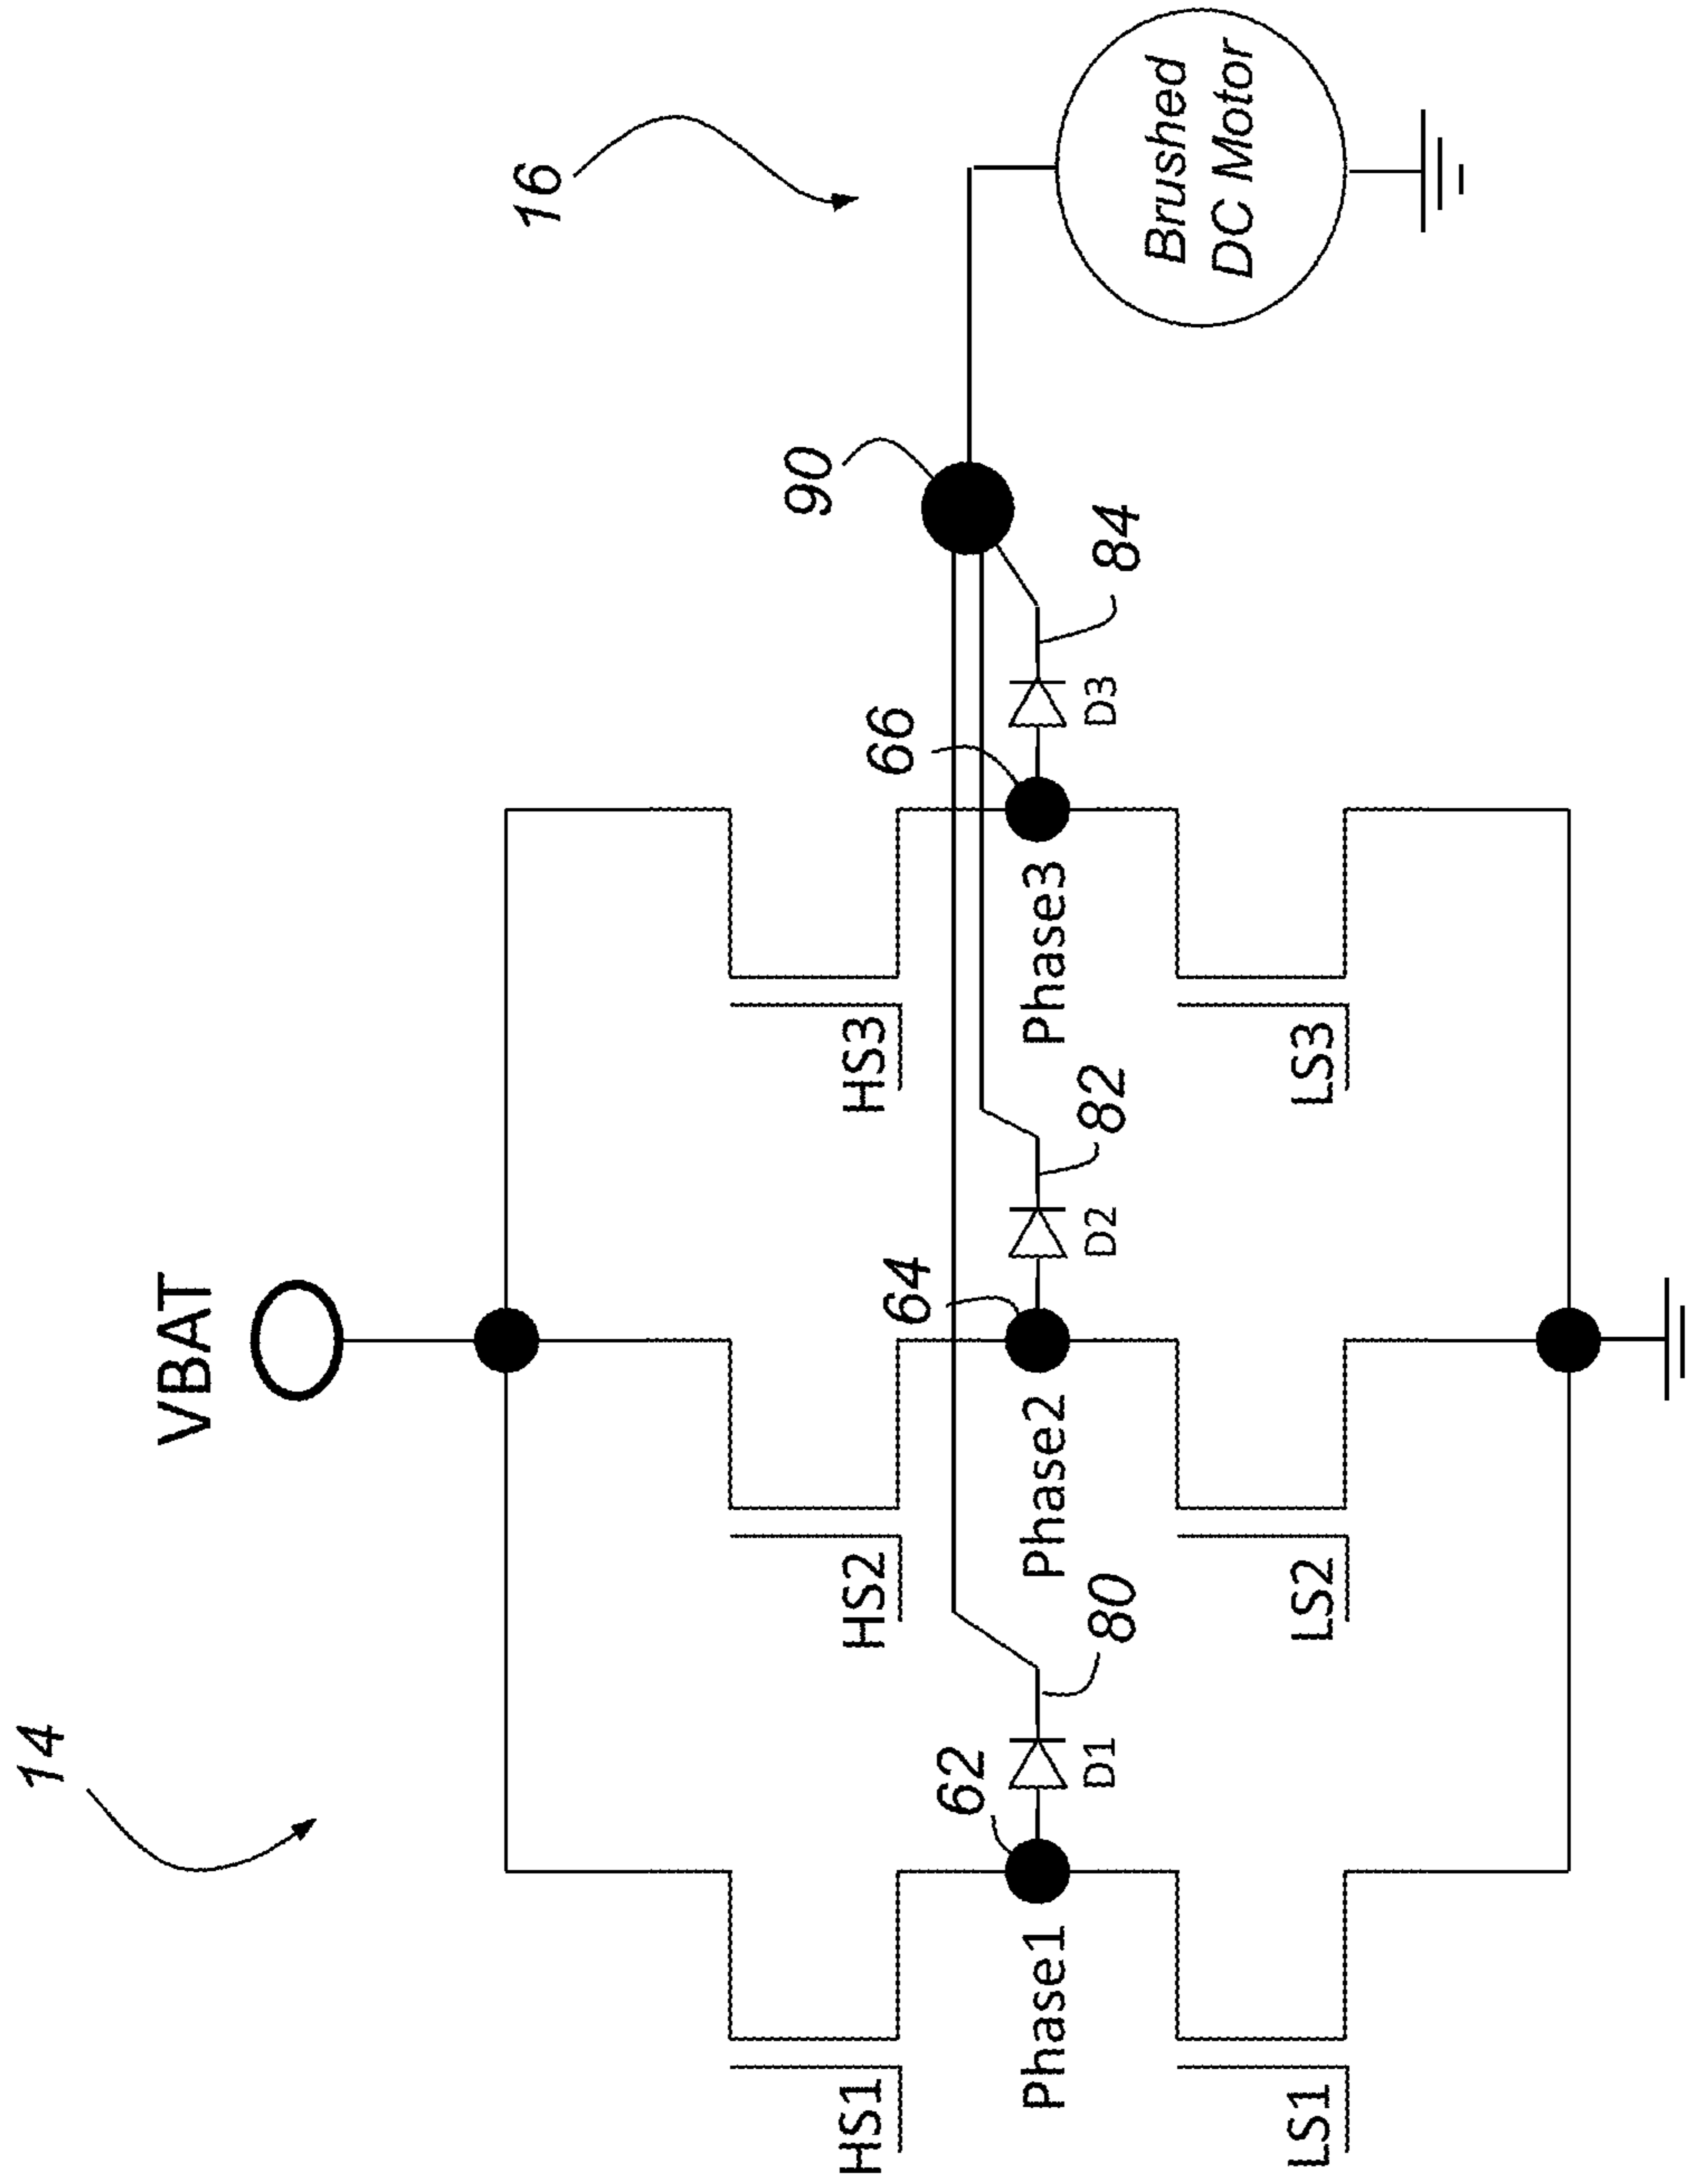 14
16
VBAT
HS1
HS2
HS3
90
62
64
66
Phase1
Phase2
Phase3
D1
D2
D3
80
82
84
LS1
LS2
LS3
Brushed
DC Motor